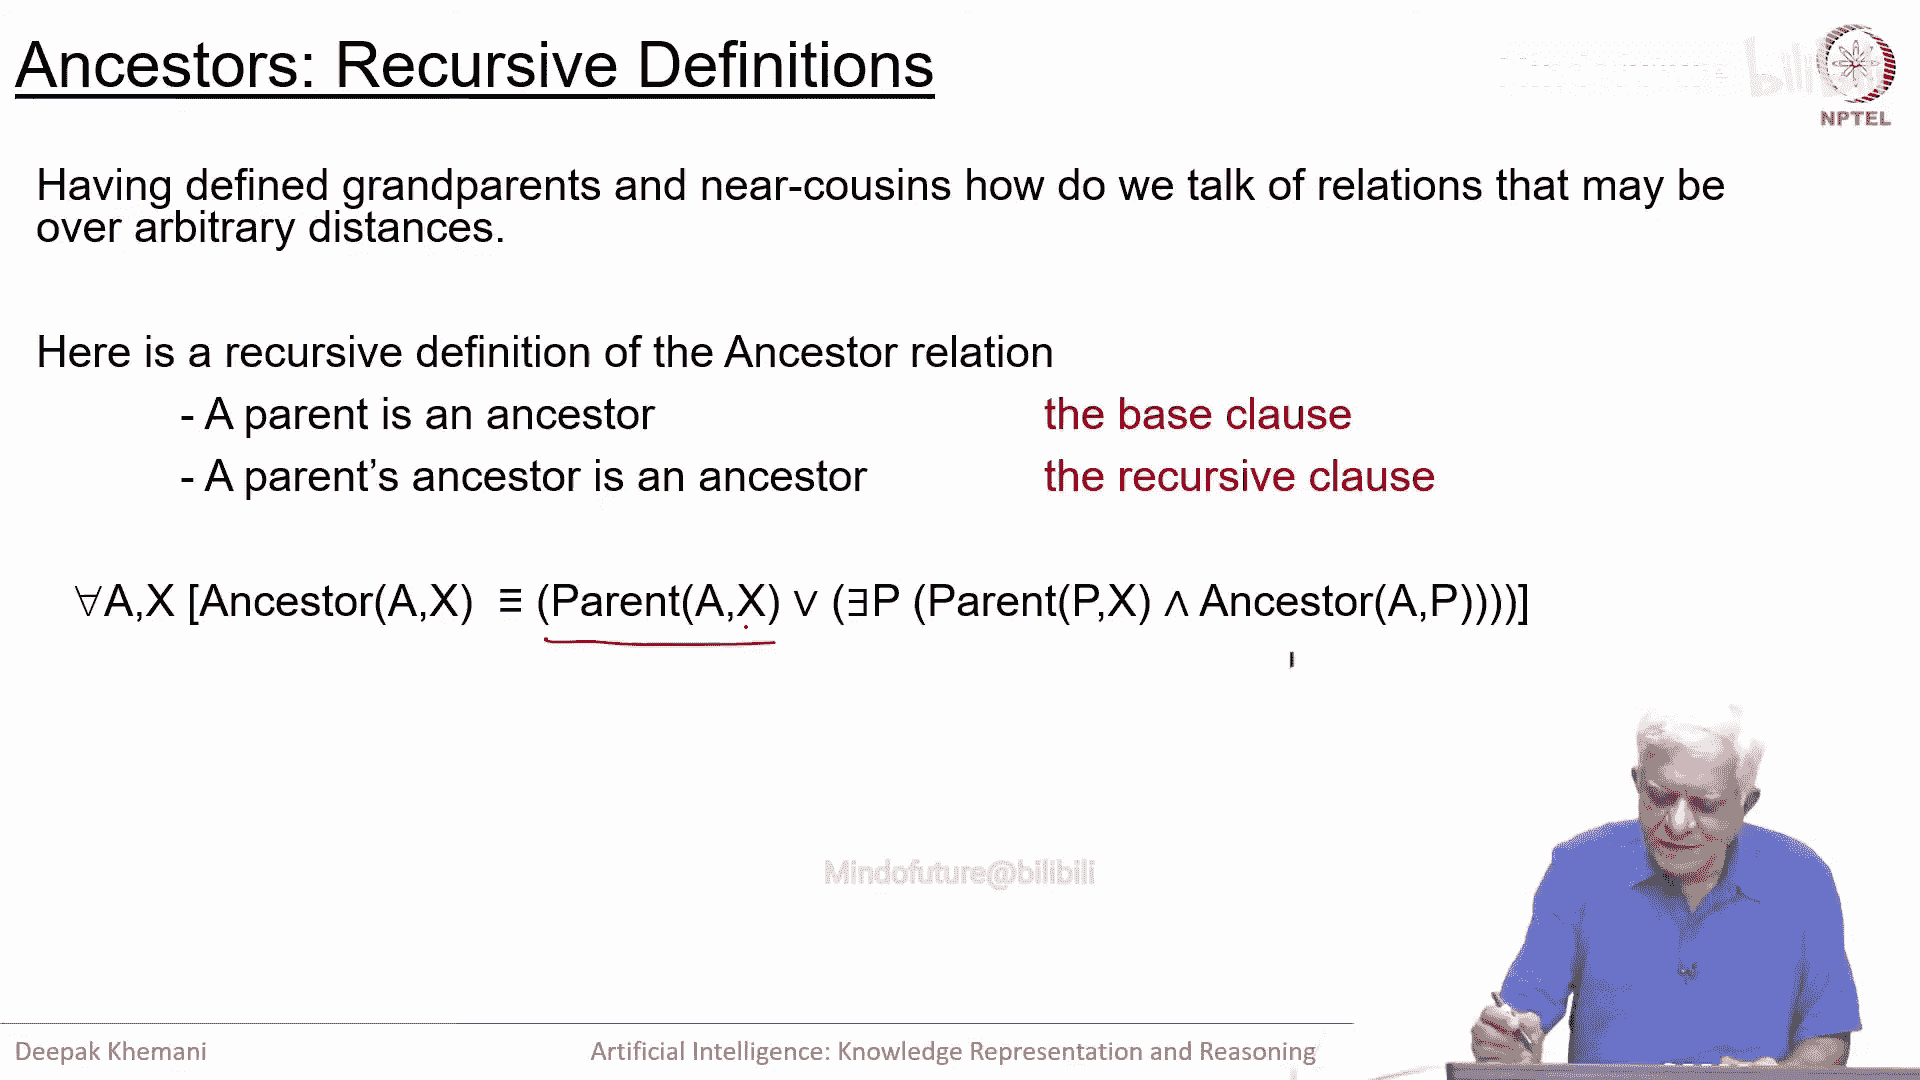 Ancestors: Recursive Definitions
bili
NPTEL
Having defined grandparents and near-cousins how do we talk of relations that may be
over arbitrary distances.
Here is a recursive definition of the Ancestor relation
- A parent is an ancestor the base clause
- A parent’s ancestor is an ancestor the recursive clause
∀A,X [Ancestor(A,X) ≡ (Parent(A,X) ∨ (∃P (Parent(P,X) ∧ Ancestor(A,P))))]
Mindofuture@bilibili
Deepak Khemani Artificial Intelligence: Knowledge Representation and Reasoning